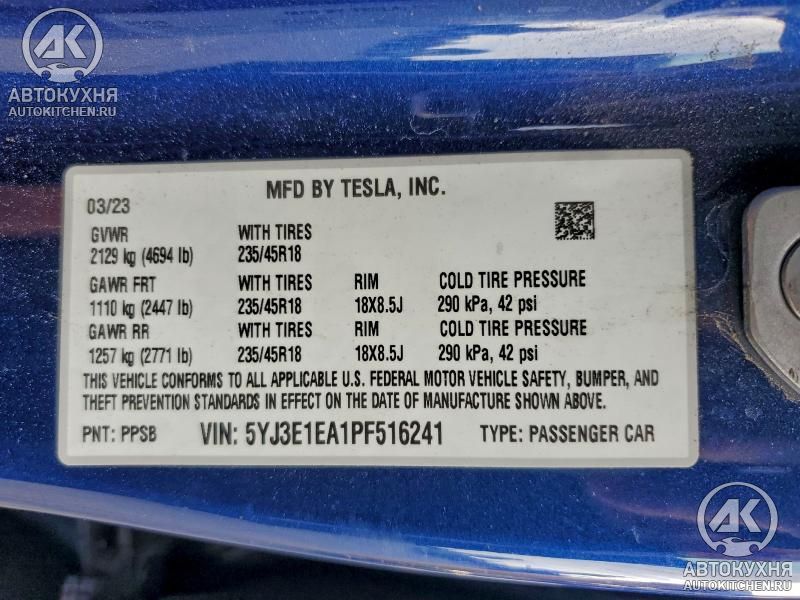 АК
АВТОКУХНЯ
AUTOKITCHEN.RU
MFD BY TESLA, INC.
03/23
GVWR WITH TIRES
2129 kg (4694 lb) 235/45R18
GAWR FRT WITH TIRES RIM COLD TIRE PRESSURE
1110 kg (2447 lb) 235/45R18 18X8.5J 290 kPa, 42 psi
GAWR RR WITH TIRES RIM COLD TIRE PRESSURE
1257 kg (2771 lb) 235/45R18 18X8.5J 290 kPa, 42 psi
THIS VEHICLE CONFORMS TO ALL APPLICABLE U.S. FEDERAL MOTOR VEHICLE SAFETY, BUMPER, AND
THEFT PREVENTION STANDARDS IN EFFECT ON THE DATE OF MANUFACTURE SHOWN ABOVE.
PNT: PPSB VIN: 5YJ3E1EA1PF516241 TYPE: PASSENGER CAR
АК
АВТОКУХНЯ
AUTOKITCHEN.RU